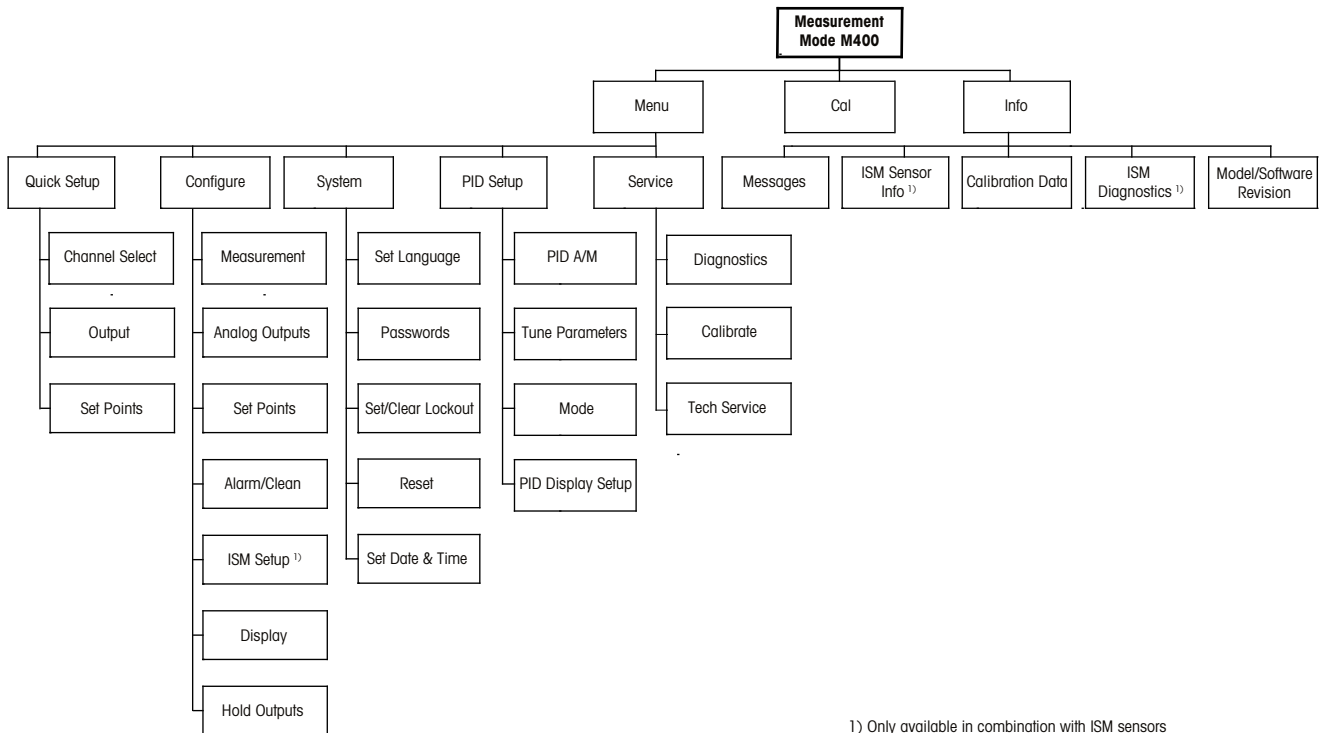 Measurement
Mode M400
Menu
Cal
Info
Quick Setup
Configure
System
PID Setup
Service
Messages
ISM Sensor
Info 1)
Calibration Data
ISM
Diagnostics 1)
Model/Software
Revision
Channel Select
Measurement
Set Language
PID A/M
Diagnostics
Output
Analog Outputs
Passwords
Tune Parameters
Calibrate
Set Points
Set Points
Set/Clear Lockout
Mode
Tech Service
Alarm/Clean
Reset
PID Display Setup
ISM Setup 1)
Set Date & Time
Display
Hold Outputs
1) Only available in combination with ISM sensors